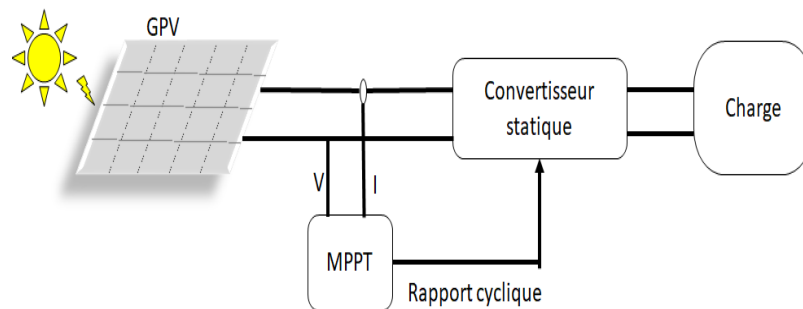 GPV
Convertisseur
statique
Charge
V
I
MPPT
Rapport cyclique